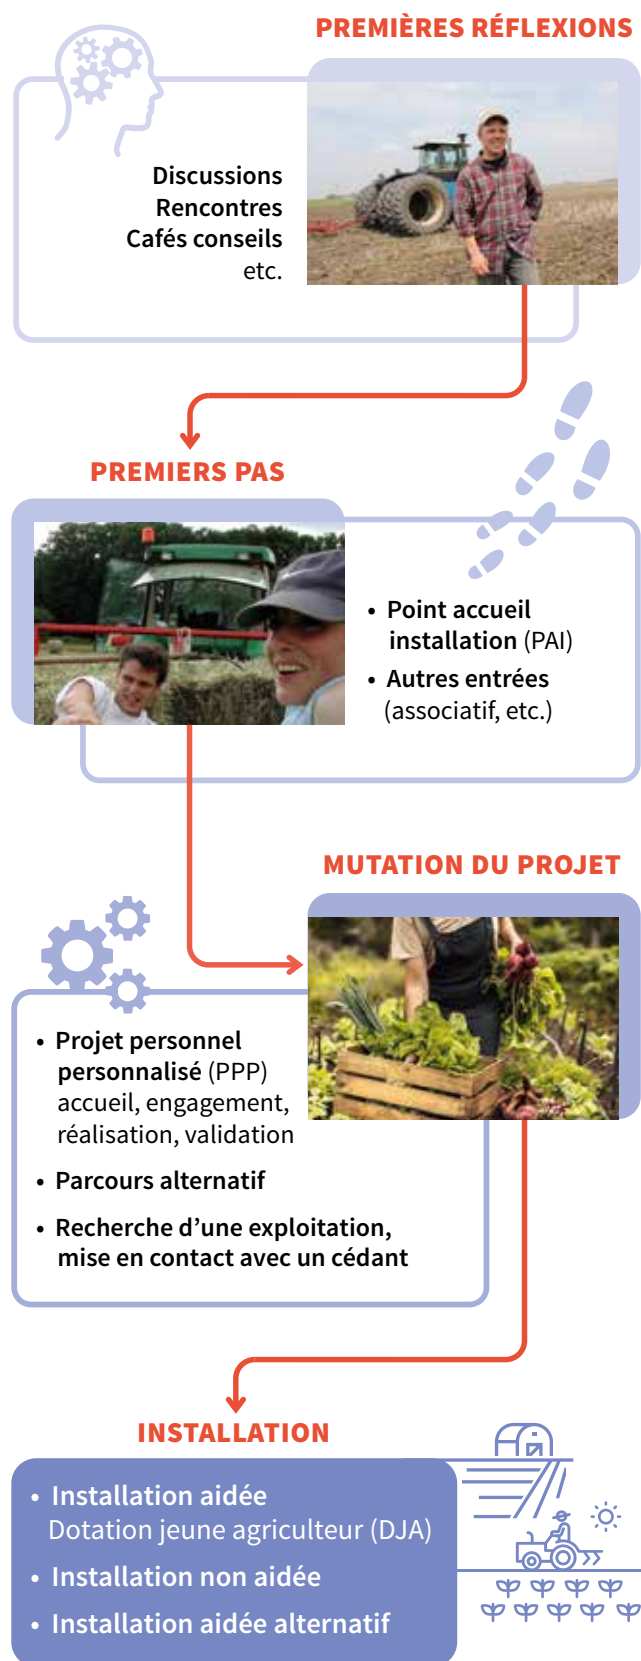 PREMIÈRES RÉFLEXIONS
Discussions
Rencontres
Cafés conseils
etc.
PREMIERS PAS
• Point accueil
installation (PAI)
• Autres entrées
(associatif, etc.)
MUTATION DU PROJET
• Projet personnel
personnalisé (PPP)
accueil, engagement,
réalisation, validation
• Parcours alternatif
• Recherche d’une exploitation,
mise en contact avec un cédant
INSTALLATION
• Installation aidée
Dotation jeune agriculteur (DJA)
• Installation non aidée
• Installation aidée alternatif